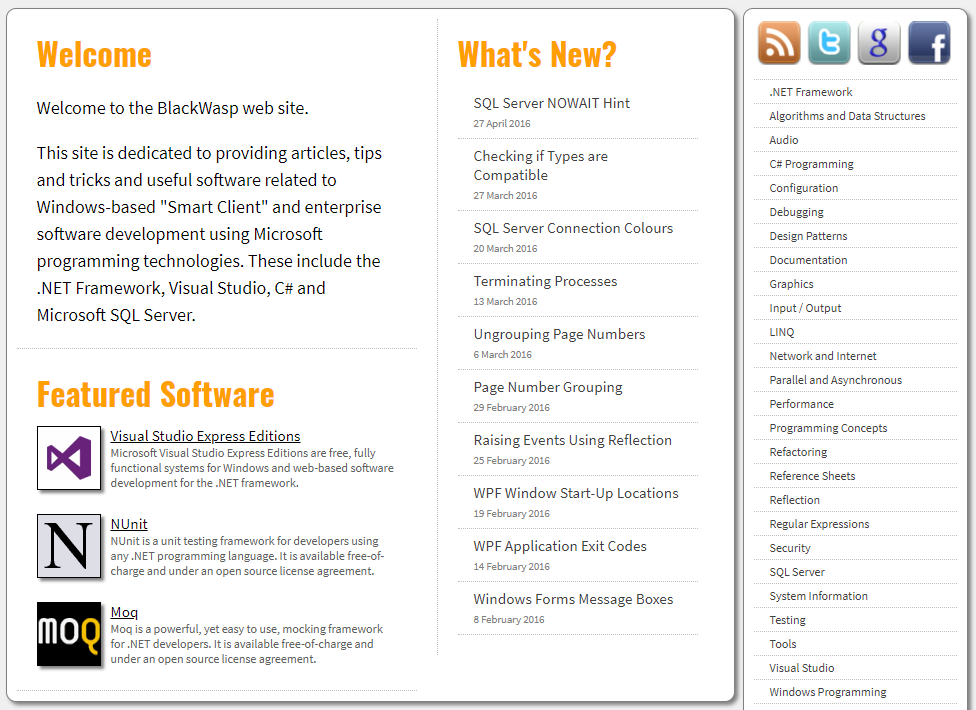 Welcome
Welcome to the BlackWasp web site.
This site is dedicated to providing articles, tips
and tricks and useful software related to
Windows-based "Smart Client" and enterprise
software development using Microsoft
programming technologies. These include the
.NET Framework, Visual Studio, C# and
Microsoft SQL Server.
Featured Software
Visual Studio Express Editions
Microsoft Visual Studio Express Editions are free, fully
functional systems for Windows and web-based software
development for the .NET framework.
N
NUnit
NUnit is a unit testing framework for developers using
any .NET programming language. It is available free-of-
charge and under an open source license agreement.
MOQ
Moq
Moq is a powerful, yet easy to use, mocking framework
for .NET developers. It is available free-of-charge and
under an open source license agreement.
What's New?
SQL Server NOWAIT Hint
27 April 2016
Checking if Types are
Compatible
27 March 2016
SQL Server Connection Colours
20 March 2016
Terminating Processes
13 March 2016
Ungrouping Page Numbers
6 March 2016
Page Number Grouping
29 February 2016
Raising Events Using Reflection
25 February 2016
WPF Window Start-Up Locations
19 February 2016
WPF Application Exit Codes
14 February 2016
Windows Forms Message Boxes
8 February 2016
t g f
.NET Framework
Algorithms and Data Structures
Audio
C# Programming
Configuration
Debugging
Design Patterns
Documentation
Graphics
Input / Output
LINQ
Network and Internet
Parallel and Asynchronous
Performance
Programming Concepts
Refactoring
Reference Sheets
Reflection
Regular Expressions
Security
SQL Server
System Information
Testing
Tools
Visual Studio
Windows Programming